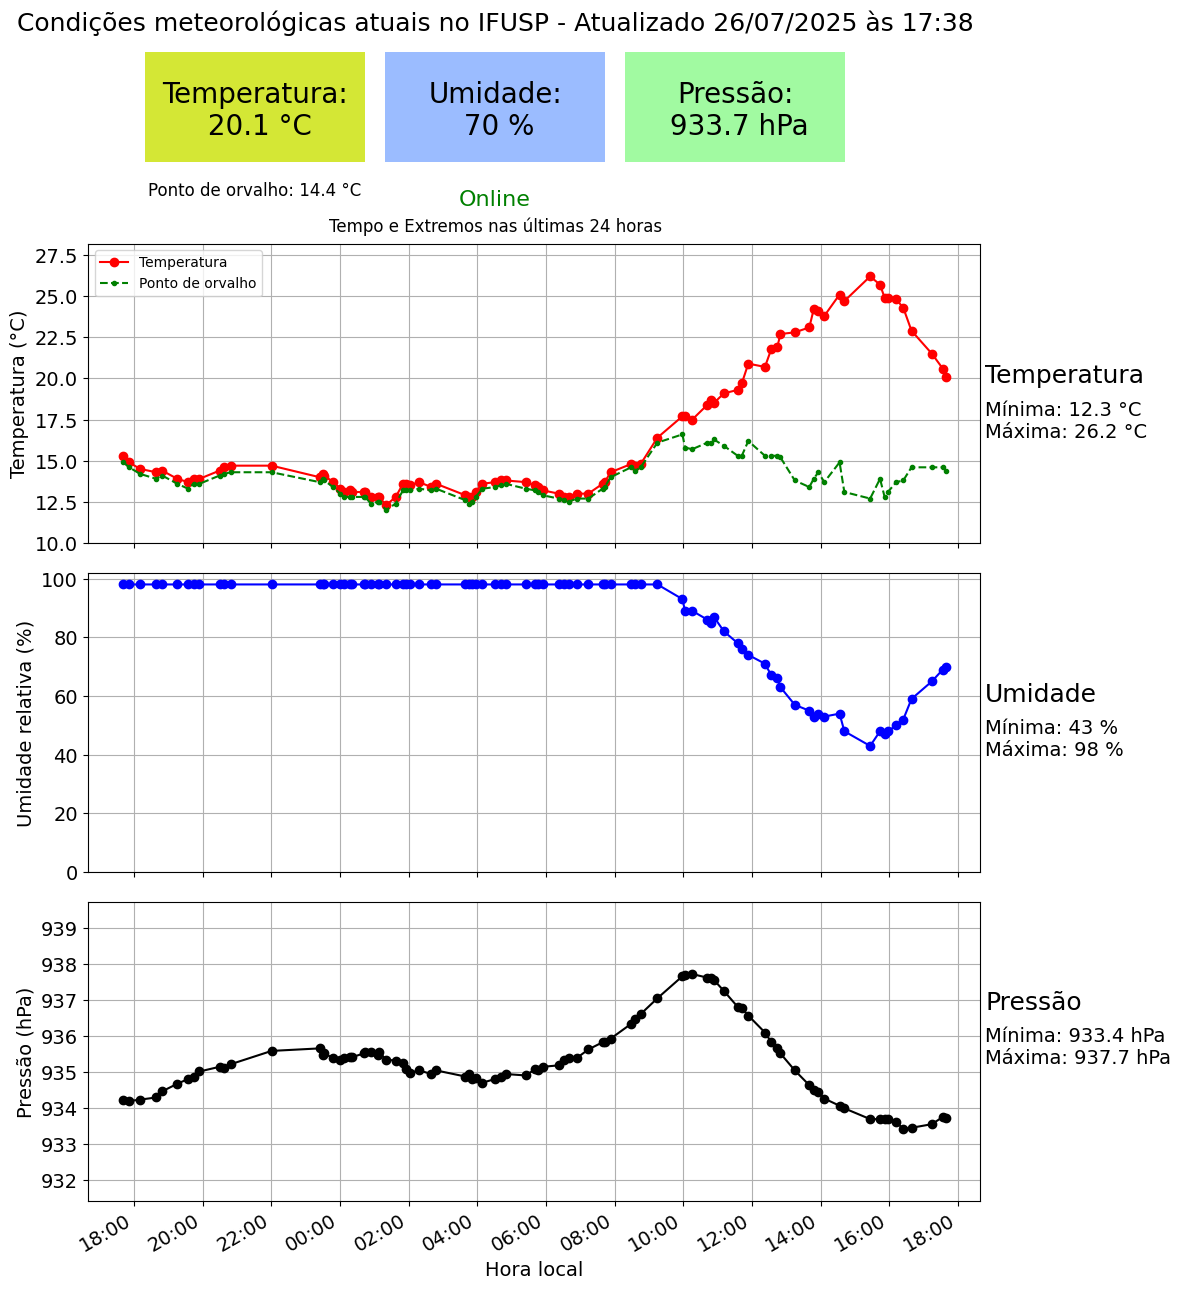 Condições meteorológicas atuais no IFUSP - Atualizado 26/07/2025 às 17:38
Temperatura:
20.1 °C
Umidade:
70 %
Pressão:
933.7 hPa
Ponto de orvalho: 14.4 °C
Online
Tempo e Extremos nas últimas 24 horas
Temperatura (°C)
27.5
25.0
22.5
20.0
17.5
15.0
12.5
10.0
Temperatura
Ponto de orvalho
Temperatura
Mínima: 12.3 °C
Máxima: 26.2 °C
Umidade relativa (%)
100
80
60
40
20
0
Umidade
Mínima: 43 %
Máxima: 98 %
Pressão (hPa)
939
938
937
936
935
934
933
932
Pressão
Mínima: 933.4 hPa
Máxima: 937.7 hPa
18:00 20:00 22:00 00:00 02:00 04:00 06:00 08:00 10:00 12:00 14:00 16:00 18:00
Hora local